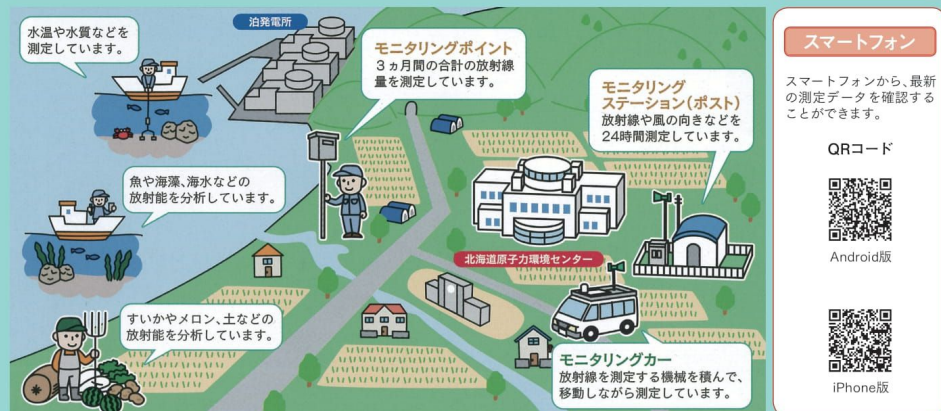 水温や水質などを
測定しています。
泊発電所
モニタリングポイント
3ヵ月間の合計の放射線
量を測定しています。
モニタリング
ステーション(ポスト)
放射線や風の向きなどを
24時間測定しています。
魚や海藻、海水などの
放射能を分析しています。
北海道原子力環境センター
すいかやメロン、土などの
放射能を分析しています。
モニタリングカー
放射線を測定する機械を積んで、
移動しながら測定しています。
スマートフォン
スマートフォンから、最新
の測定データを確認する
ことができます。
QRコード
Android版
iPhone版